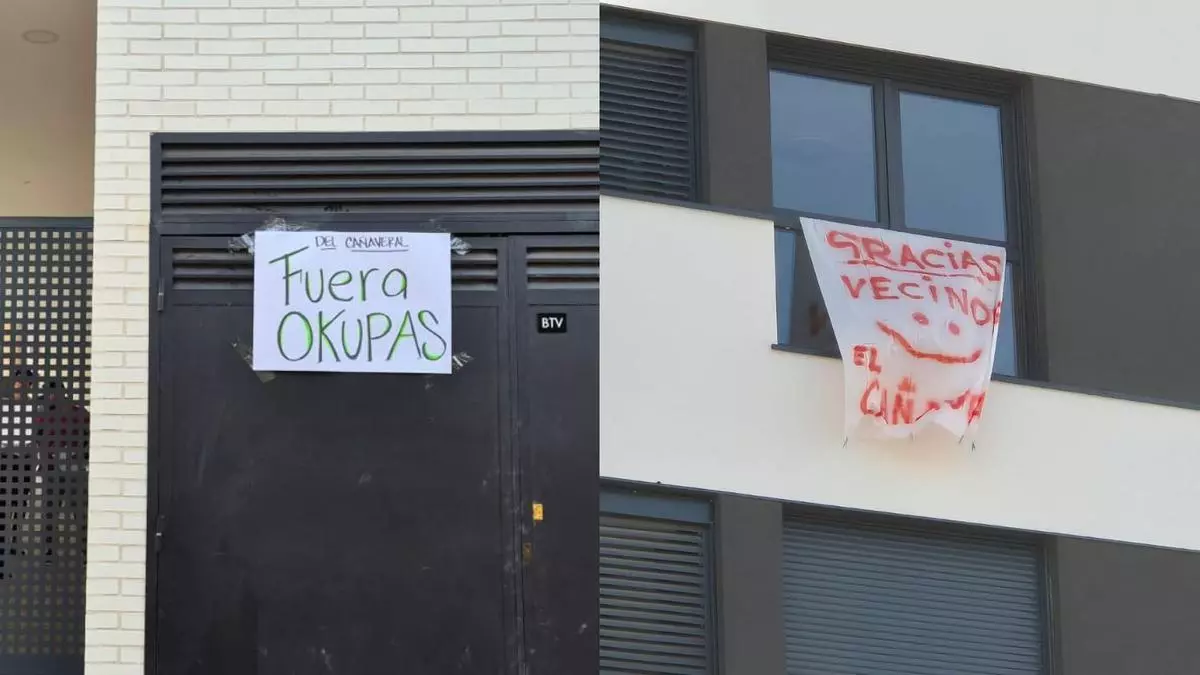 DEL CAÑAVERAL
Fuera
OKUPAS
BTV
GRACIAS
VECINOS
EL